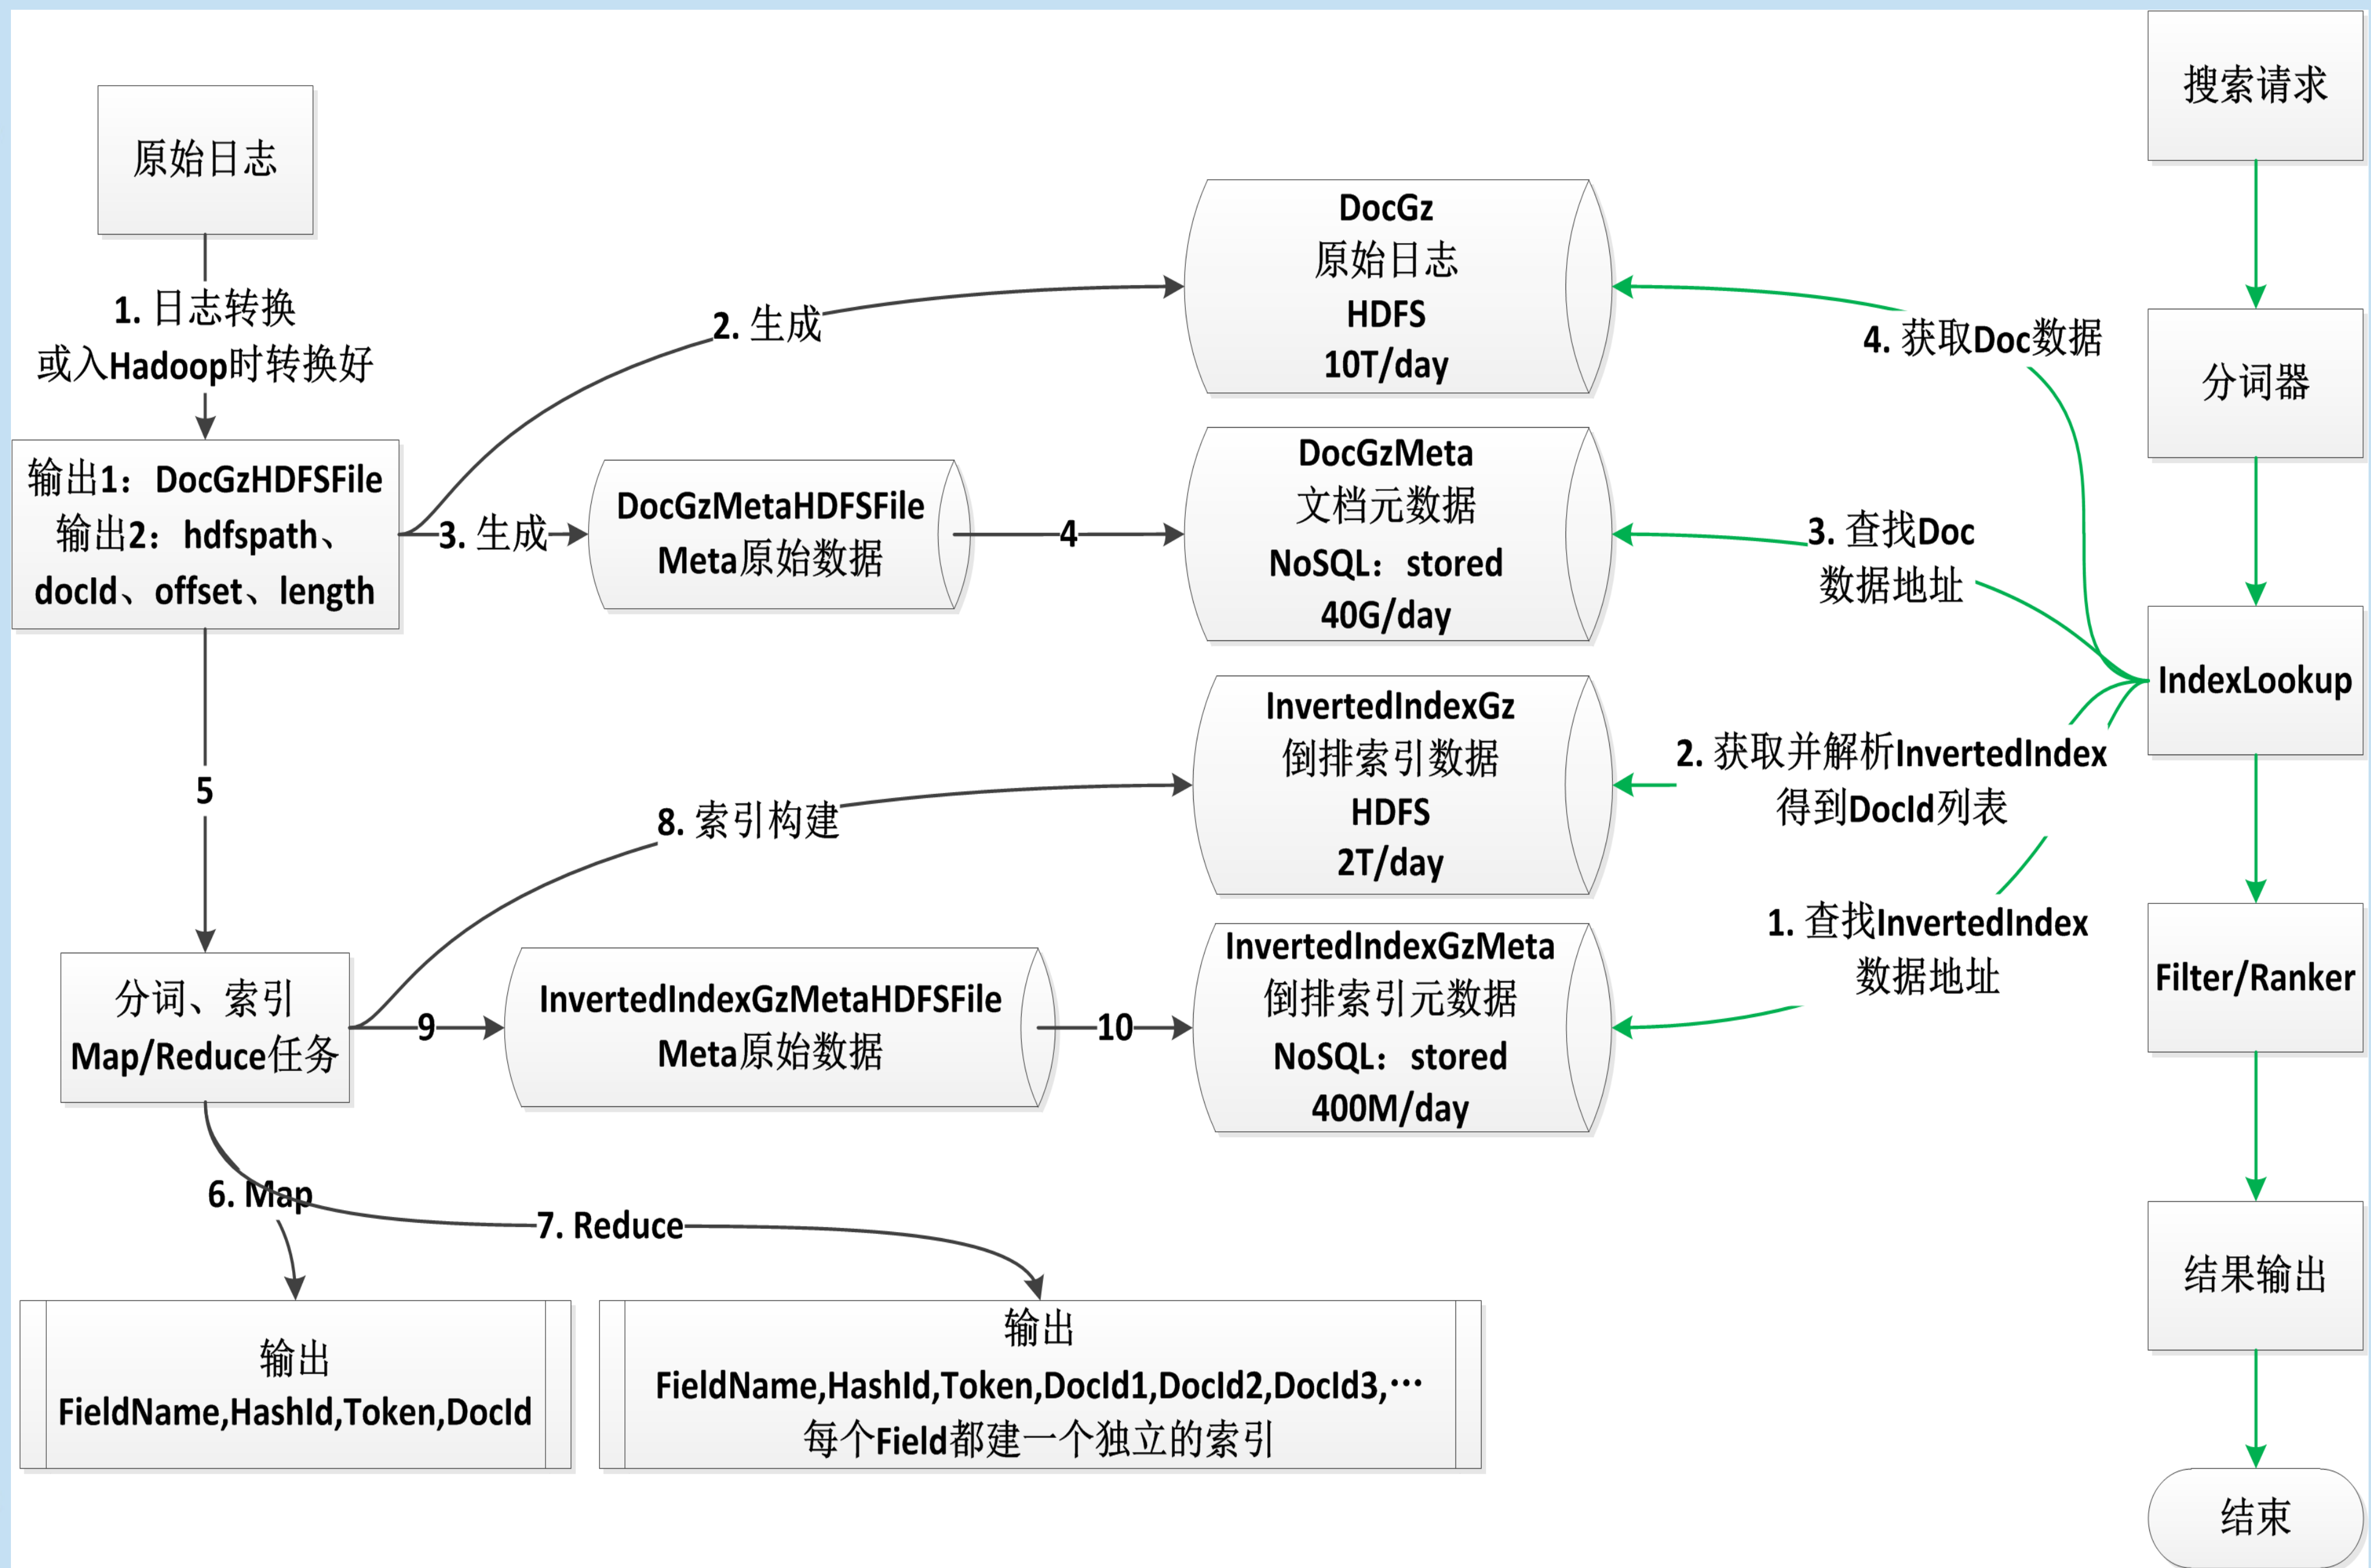 原始日志
1. 日志转换
或入Hadoop时转换好
输出1：DocGzHDFSFile
输出2：hdfspath、
docId、offset、length
2. 生成
3. 生成
DocGzMetaHDFSFile
Meta原始数据
4
DocGz
原始日志
HDFS
10T/day
DocGzMeta
文档元数据
NoSQL：stored
40G/day
5
分词、索引
Map/Reduce任务
8. 索引构建
9
InvertedIndexGzMetaHDFSFile
Meta原始数据
10
InvertedIndexGz
倒排索引数据
HDFS
2T/day
InvertedIndexGzMeta
倒排索引元数据
NoSQL：stored
400M/day
6. Map
7. Reduce
输出
FieldName,HashId,Token,DocId
输出
FieldName,HashId,Token,DocId1,DocId2,DocId3,…
每个Field都建一个独立的索引
搜索请求
分词器
IndexLookup
4. 获取Doc数据
3. 查找Doc
数据地址
2. 获取并解析InvertedIndex
得到DocId列表
1. 查找InvertedIndex
数据地址
Filter/Ranker
结果输出
结束